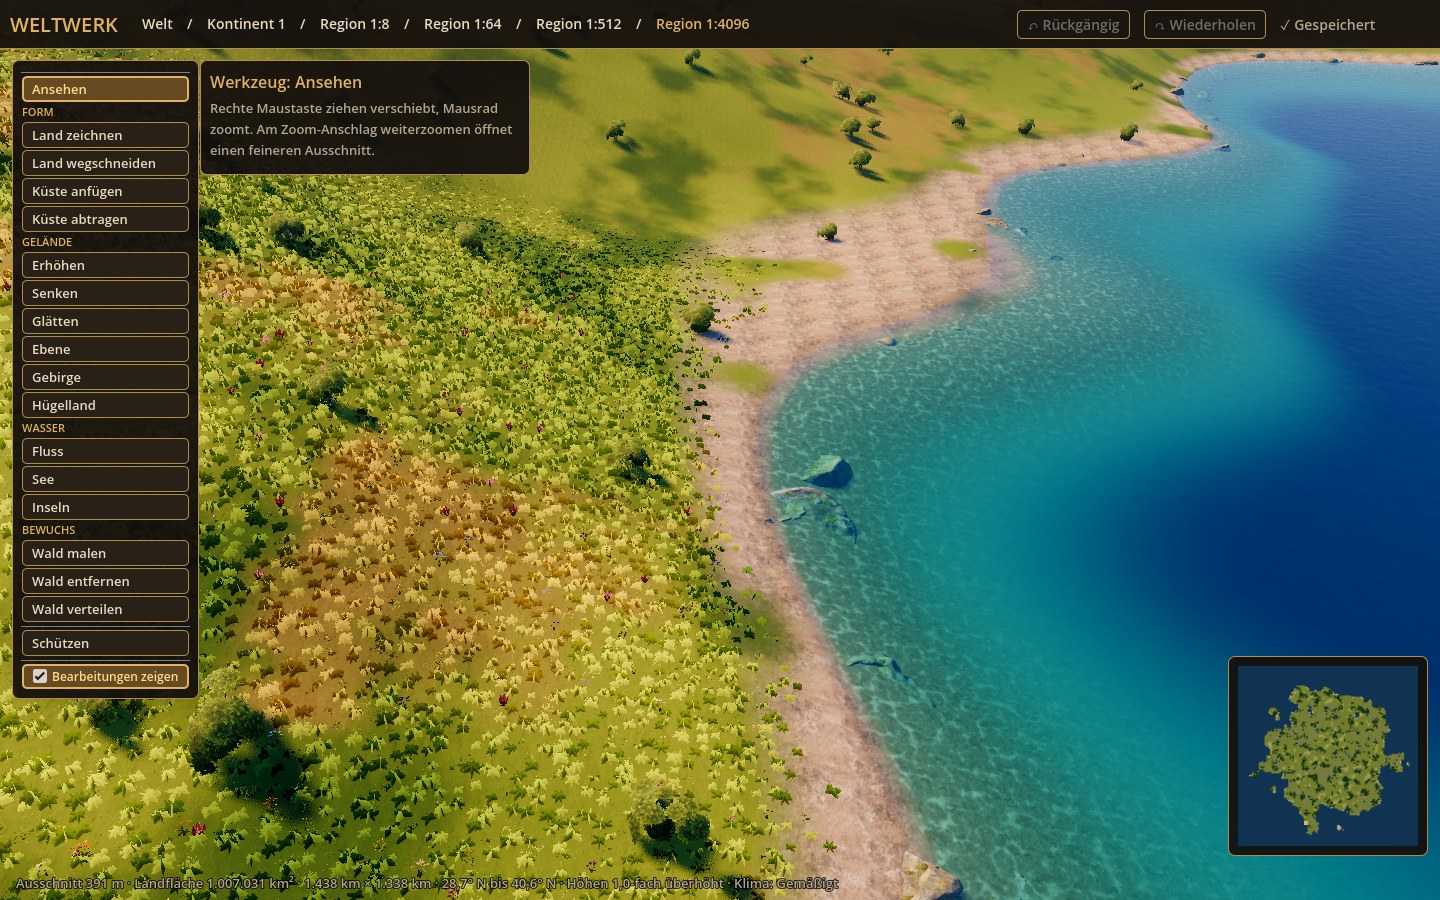 WELTWERK Welt / Kontinent 1 / Region 1:8 / Region 1:64 / Region 1:512 / Region 1:4096 Rückgängig Wiederholen ✓ Gespeichert
Ansehen
FORM
Land zeichnen
Land wegschneiden
Küste anfügen
Küste abtragen
GELÄNDE
Erhöhen
Senken
Glätten
Ebene
Gebirge
Hügelland
WASSER
Fluss
See
Inseln
BEWUCHS
Wald malen
Wald entfernen
Wald verteilen
Schützen
Bearbeitungen zeigen
Werkzeug: Ansehen
Rechte Maustaste ziehen verschiebt, Mausrad
zoomt. Am Zoom-Anschlag weiterzoomen öffnet
einen feineren Ausschnitt.
Ausschnitt 391 m · Landfläche 1.007.031 km² · 1.438 km × 1.338 km · 28,7° N bis 40,6° N · Höhen 1,0-fach überhöht · Klima: Gemäßigt